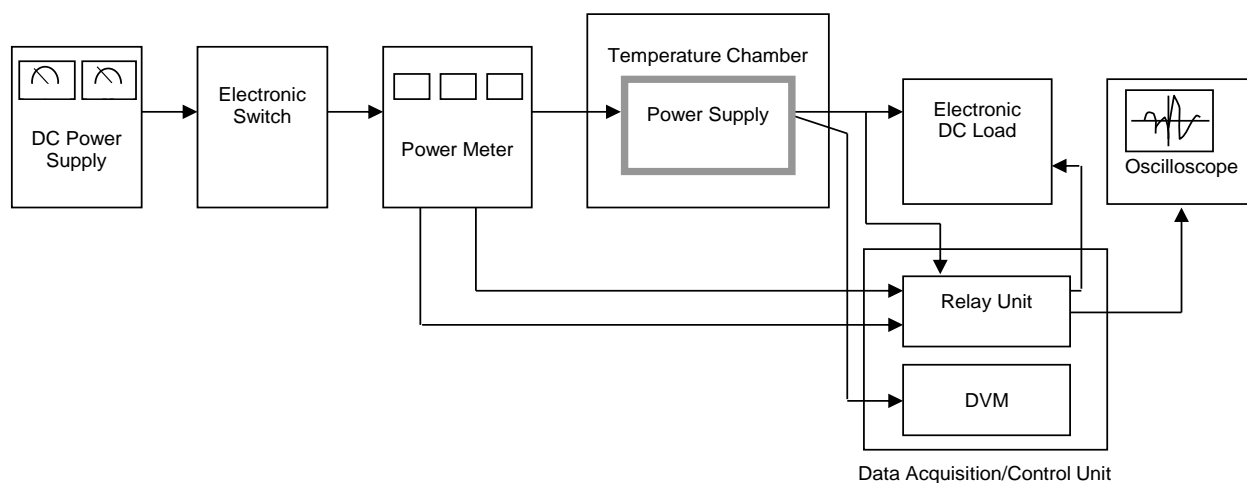 DC Power
Supply
Electronic
Switch
Power Meter
Temperature Chamber
Power Supply
Electronic
DC Load
Oscilloscope
Relay Unit
DVM
Data Acquisition/Control Unit